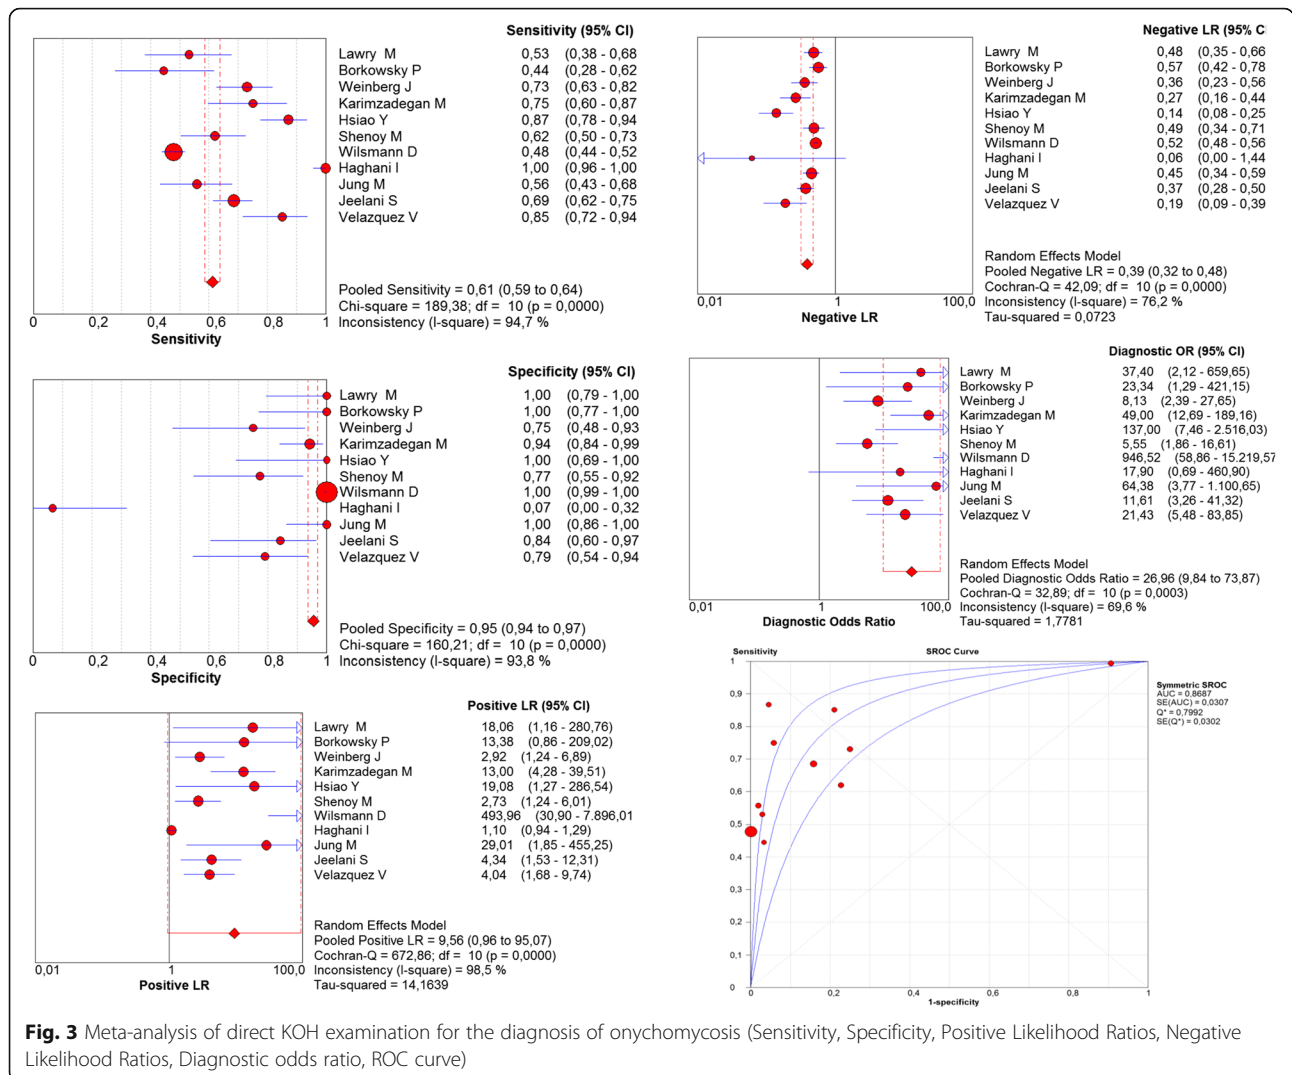 Sensitivity (95% CI)
Lawry M 0,53 (0,38 - 0,68)
Borkowsky P 0,44 (0,28 - 0,62)
Weinberg J 0,73 (0,63 - 0,82)
Karimzadegan M 0,75 (0,60 - 0,87)
Hsiao Y 0,87 (0,78 - 0,94)
Shenoy M 0,62 (0,50 - 0,73)
Wilsmann D 0,48 (0,44 - 0,52)
Haghani I 1,00 (0,96 - 1,00)
Jung M 0,56 (0,43 - 0,68)
Jeelani S 0,69 (0,62 - 0,75)
Velazquez V 0,85 (0,72 - 0,94)
Pooled Sensitivity = 0,61 (0,59 to 0,64)
Chi-square = 189,38; df = 10 (p = 0,0000)
Inconsistency (I-square) = 94,7 %
0 0,2 0,4 0,6 0,8 1
Sensitivity
Specificity (95% CI)
Lawry M 1,00 (0,79 - 1,00
Borkowsky P 1,00 (0,77 - 1,00
Weinberg J 0,75 (0,48 - 0,93
Karimzadegan M 0,94 (0,84 - 0,99
Hsiao Y 1,00 (0,69 - 1,00
Shenoy M 0,77 (0,55 - 0,92
Wilsmann D 1,00 (0,99 - 1,00
Haghani I 0,07 (0,00 - 0,32
Jung M 1,00 (0,86 - 1,00
Jeelani S 0,84 (0,60 - 0,97
Velazquez V 0,79 (0,54 - 0,94
Pooled Specificity = 0,95 (0,94 to 0,97)
Chi-square = 160,21; df = 10 (p = 0,0000)
Inconsistency (I-square) = 93,8 %
0 0,2 0,4 0,6 0,8 1
Specificity
Positive LR (95% CI)
Lawry M 18,06 (1,16 - 280,76)
Borkowsky P 13,38 (0,86 - 209,02)
Weinberg J 2,92 (1,24 - 6,89)
Karimzadegan M 13,00 (4,28 - 39,51)
Hsiao Y 19,08 (1,27 - 286,54)
Shenoy M 2,73 (1,24 - 6,01)
Wilsmann D 493,96 (30,90 - 7.896,01
Haghani I 1,10 (0,94 - 1,29)
Jung M 29,01 (1,85 - 455,25)
Jeelani S 4,34 (1,53 - 12,31)
Velazquez V 4,04 (1,68 - 9,74)
Random Effects Model
Pooled Positive LR = 9,56 (0,96 to 95,07)
Cochran-Q = 672,86; df = 10 (p = 0,0000)
Inconsistency (I-square) = 98,5 %
Tau-squared = 14,1639
0,01 1 100,0
Positive LR
Negative LR (95% C
Lawry M 0,48 (0,35 - 0,66
Borkowsky P 0,57 (0,42 - 0,78
Weinberg J 0,36 (0,23 - 0,56
Karimzadegan M 0,27 (0,16 - 0,44
Hsiao Y 0,14 (0,08 - 0,25
Shenoy M 0,49 (0,34 - 0,71
Wilsmann D 0,52 (0,48 - 0,56
Haghani I 0,06 (0,00 - 1,44
Jung M 0,45 (0,34 - 0,59
Jeelani S 0,37 (0,28 - 0,50
Velazquez V 0,19 (0,09 - 0,39
Random Effects Model
Pooled Negative LR = 0,39 (0,32 to 0,48)
Cochran-Q = 42,09; df = 10 (p = 0,0000)
Inconsistency (I-square) = 76,2 %
Tau-squared = 0,0723
0,01 1 100,0
Negative LR
Diagnostic OR (95% CI)
Lawry M 37,40 (2,12 - 659,65)
Borkowsky P 23,34 (1,29 - 421,15)
Weinberg J 8,13 (2,39 - 27,65)
Karimzadegan M 49,00 (12,69 - 189,16)
Hsiao Y 137,00 (7,46 - 2.516,03)
Shenoy M 5,55 (1,86 - 16,61)
Wilsmann D 946,52 (58,86 - 15.219,57
Haghani I 17,90 (0,69 - 460,90)
Jung M 64,38 (3,77 - 1.100,65)
Jeelani S 11,61 (3,26 - 41,32)
Velazquez V 21,43 (5,48 - 83,85)
Random Effects Model
Pooled Diagnostic Odds Ratio = 26,96 (9,84 to 73,87)
Cochran-Q = 32,89; df = 10 (p = 0,0003)
Inconsistency (I-square) = 69,6 %
Tau-squared = 1,7781
0,01 1 100,0
Diagnostic Odds Ratio
Sensitivity SROC Curve
1
0,9
0,8
0,7
0,6
0,5
0,4
0,3
0,2
0,1
0
0 0,2 0,4 0,6 0,8 1
1-specificity
Symmetric SROC
AUC = 0,8687
SE(AUC) = 0,0307
Q* = 0,7992
SE(Q*) = 0,0302
Fig. 3 Meta-analysis of direct KOH examination for the diagnosis of onychomycosis (Sensitivity, Specificity, Positive Likelihood Ratios, Negative
Likelihood Ratios, Diagnostic odds ratio, ROC curve)